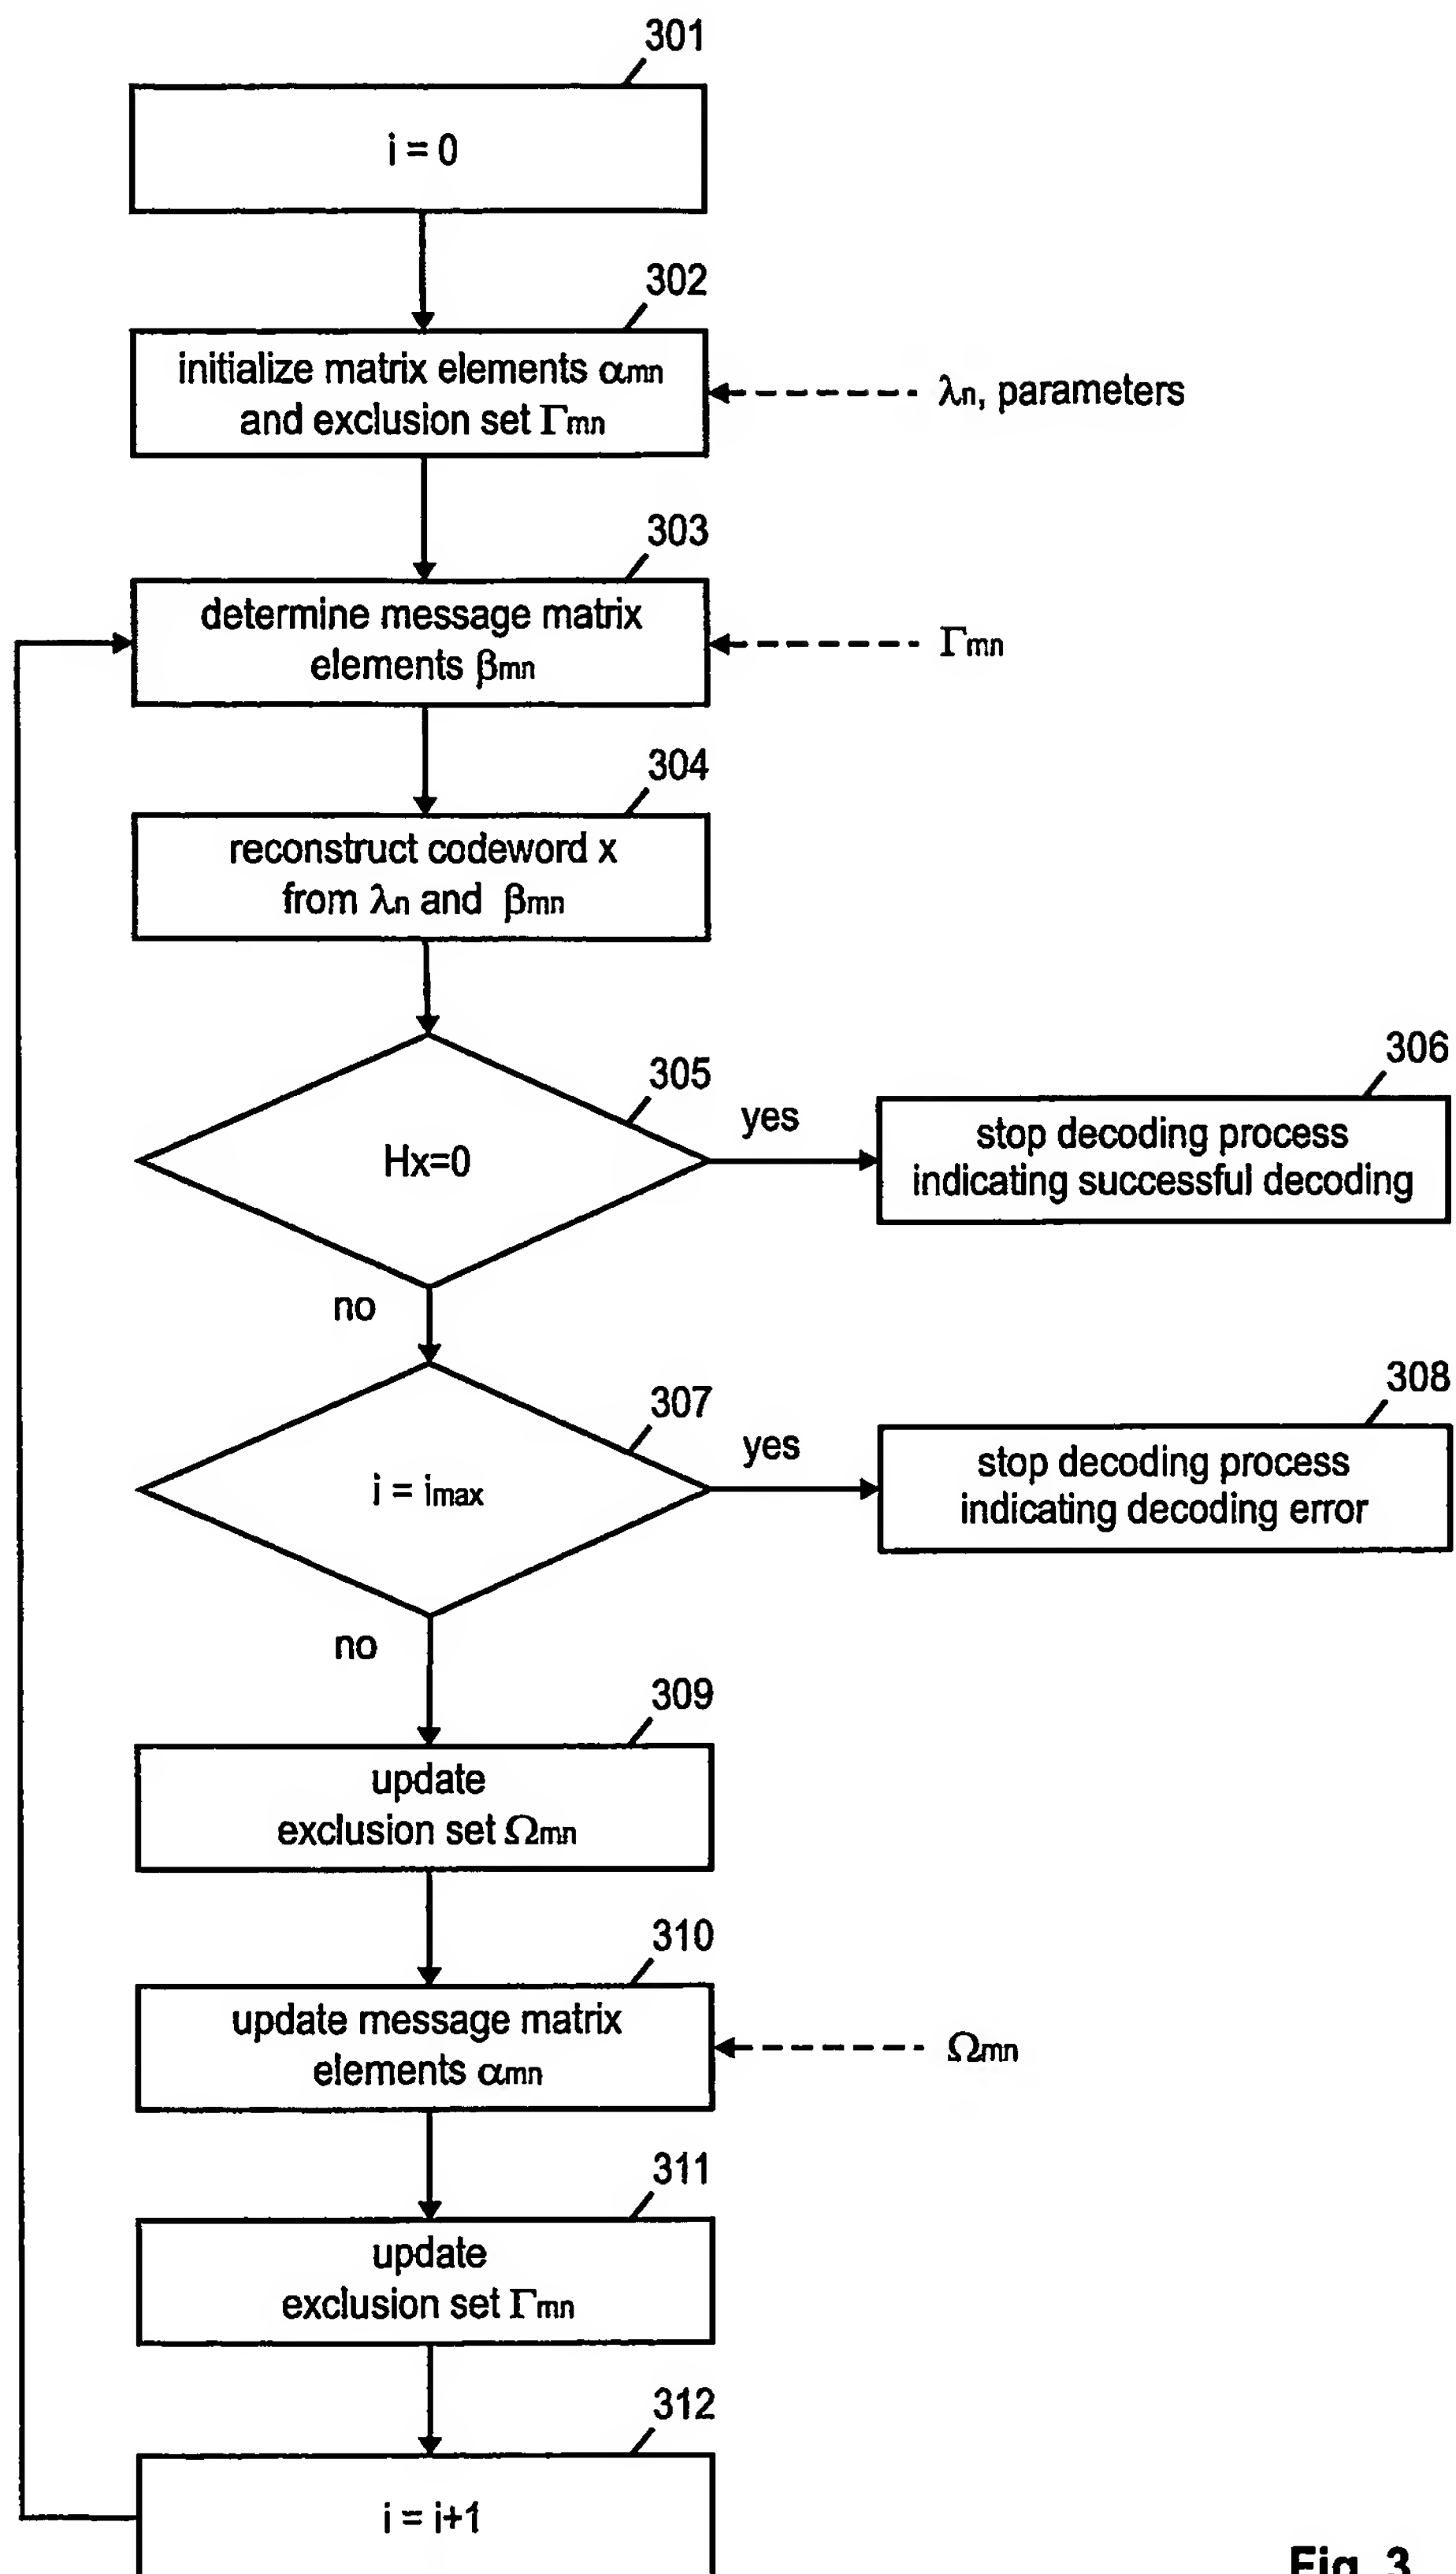 301
i = 0
302
initialize matrix elements αmn
and exclusion set Γmn
λn, parameters
303
determine message matrix
elements βmn
Γmn
304
reconstruct codeword x
from λn and βmn
305
Hx=0
yes
306
stop decoding process
indicating successful decoding
no
307
i = imax
yes
308
stop decoding process
indicating decoding error
no
309
update
exclusion set Ωmn
310
update message matrix
elements αmn
Ωmn
311
update
exclusion set Γmn
312
i = i+1
Fig. 3